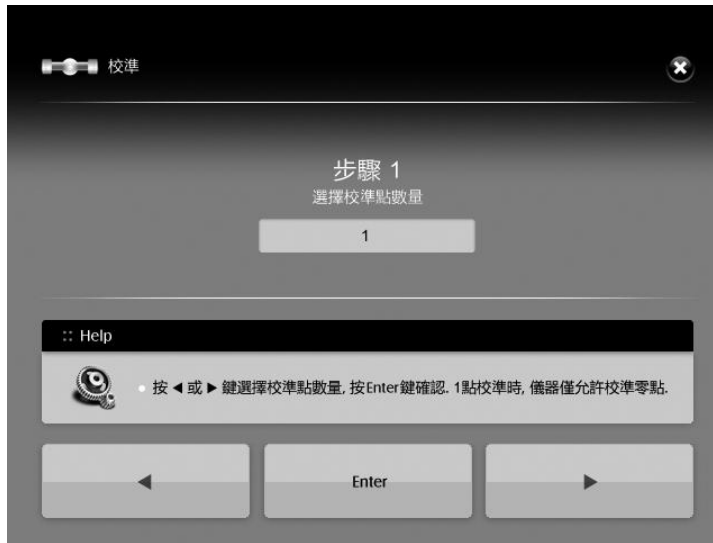 校準
步驟 1
選擇校準點數量
1
:: Help
按 ◀ 或 ▶ 鍵選擇校準點數量, 按Enter鍵確認. 1點校準時, 儀器僅允許校準零點.
◀ Enter ▶